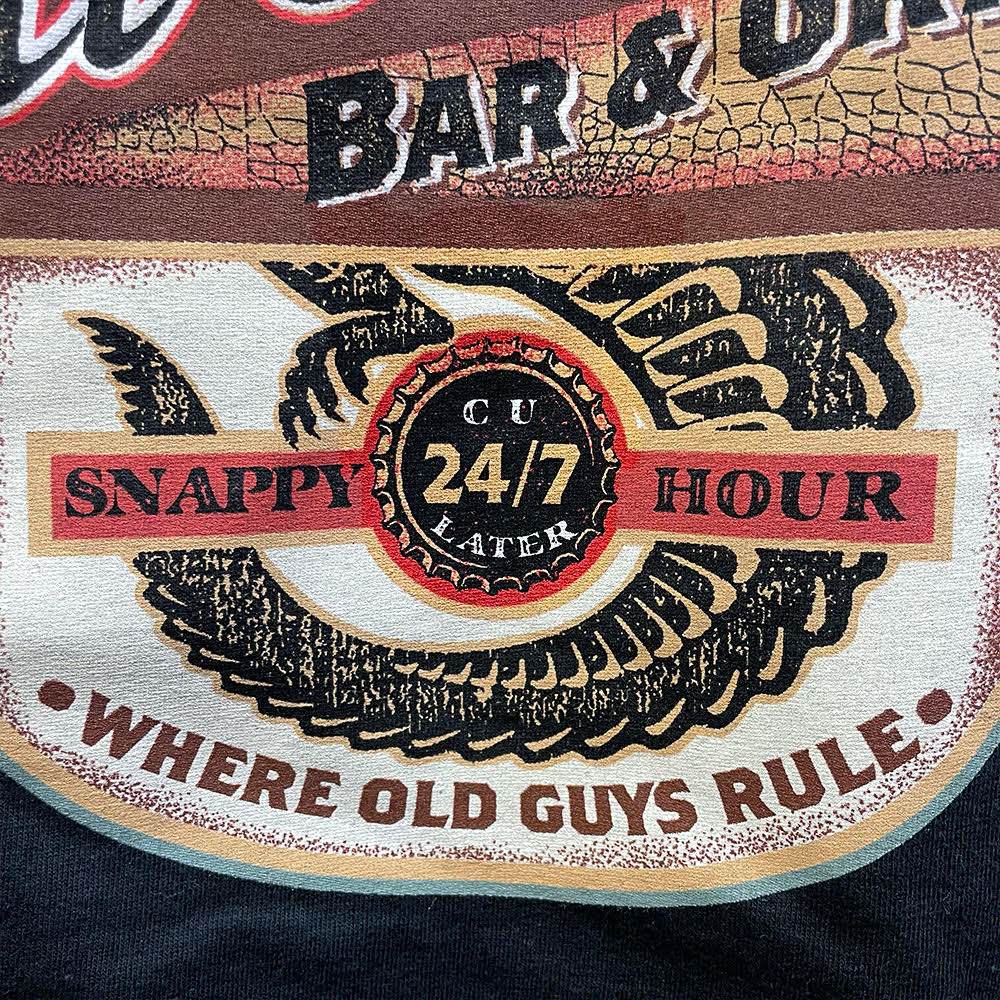 BAR &
SNAPPY HOUR
CU
24/7
LATER
• WHERE OLD GUYS RULE •